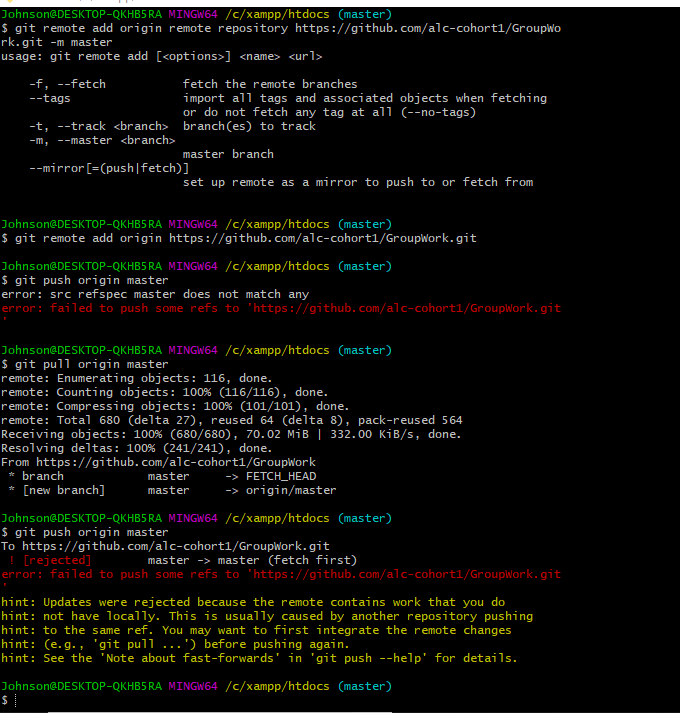 Johnson@DESKTOP-QKHB5RA MINGW64 /c/xampp/htdocs (master)
$ git remote add origin remote repository https://github.com/alc-cohort1/GroupWo
rk.git -m master
usage: git remote add [<options>] <name> <url>
-f, --fetch fetch the remote branches
--tags import all tags and associated objects when fetching
or do not fetch any tag at all (--no-tags)
-t, --track <branch> branch(es) to track
-m, --master <branch>
master branch
--mirror[=(push|fetch)]
set up remote as a mirror to push to or fetch from
Johnson@DESKTOP-QKHB5RA MINGW64 /c/xampp/htdocs (master)
$ git remote add origin https://github.com/alc-cohort1/GroupWork.git
Johnson@DESKTOP-QKHB5RA MINGW64 /c/xampp/htdocs (master)
$ git push origin master
error: src refspec master does not match any
error: failed to push some refs to 'https://github.com/alc-cohort1/GroupWork.git
'
Johnson@DESKTOP-QKHB5RA MINGW64 /c/xampp/htdocs (master)
$ git pull origin master
remote: Enumerating objects: 116, done.
remote: Counting objects: 100% (116/116), done.
remote: Compressing objects: 100% (101/101), done.
remote: Total 680 (delta 27), reused 64 (delta 8), pack-reused 564
Receiving objects: 100% (680/680), 70.02 MiB | 332.00 KiB/s, done.
Resolving deltas: 100% (241/241), done.
From https://github.com/alc-cohort1/GroupWork
* branch master -> FETCH_HEAD
* [new branch] master -> origin/master
Johnson@DESKTOP-QKHB5RA MINGW64 /c/xampp/htdocs (master)
$ git push origin master
To https://github.com/alc-cohort1/GroupWork.git
! [rejected] master -> master (fetch first)
error: failed to push some refs to 'https://github.com/alc-cohort1/GroupWork.git
'
hint: Updates were rejected because the remote contains work that you do
hint: not have locally. This is usually caused by another repository pushing
hint: to the same ref. You may want to first integrate the remote changes
hint: (e.g., 'git pull ...') before pushing again.
hint: See the 'Note about fast-forwards' in 'git push --help' for details.
Johnson@DESKTOP-QKHB5RA MINGW64 /c/xampp/htdocs (master)
$